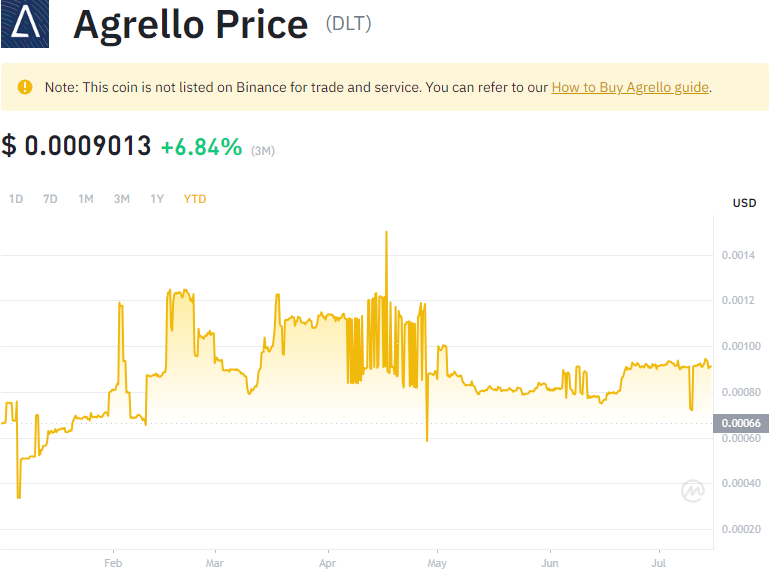 Agrello Price (DLT)
Note: This coin is not listed on Binance for trade and service. You can refer to our How to Buy Agrello guide.
$ 0.0009013 +6.84% (3M)
1D 7D 1M 3M 1Y YTD
USD
0.0014
0.0012
0.00100
0.00080
0.00066
0.00060
0.00040
0.00020
Feb Mar Apr May Jun Jul